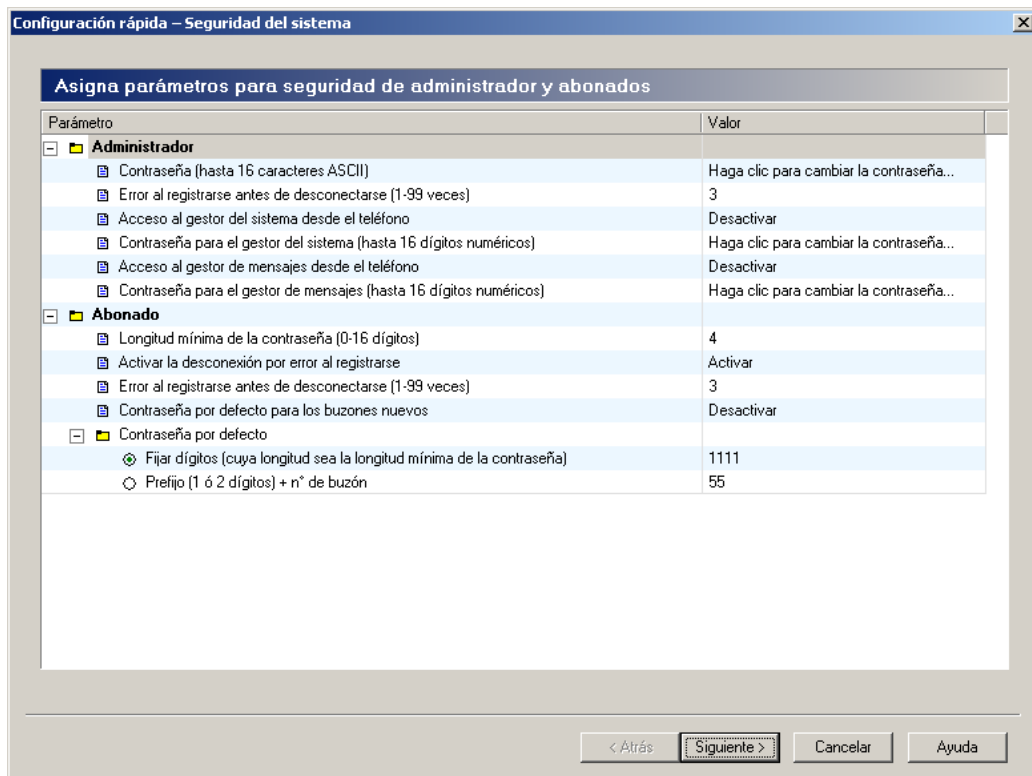 Configuración rápida – Seguridad del sistema
Asigna parámetros para seguridad de administrador y abonados
Parámetro Valor
Administrador
Contraseña (hasta 16 caracteres ASCII) Haga clic para cambiar la contraseña...
Error al registrarse antes de desconectarse (1-99 veces) 3
Acceso al gestor del sistema desde el teléfono Desactivar
Contraseña para el gestor del sistema (hasta 16 dígitos numéricos) Haga clic para cambiar la contraseña...
Acceso al gestor de mensajes desde el teléfono Desactivar
Contraseña para el gestor de mensajes (hasta 16 dígitos numéricos) Haga clic para cambiar la contraseña...
Abonado
Longitud mínima de la contraseña (0-16 dígitos) 4
Activar la desconexión por error al registrarse Activar
Error al registrarse antes de desconectarse (1-99 veces) 3
Contraseña por defecto para los buzones nuevos Desactivar
Contraseña por defecto
Fijar dígitos (cuya longitud sea la longitud mínima de la contraseña) 1111
Prefijo (1 ó 2 dígitos) + n° de buzón 55
< Atrás Siguiente > Cancelar Ayuda